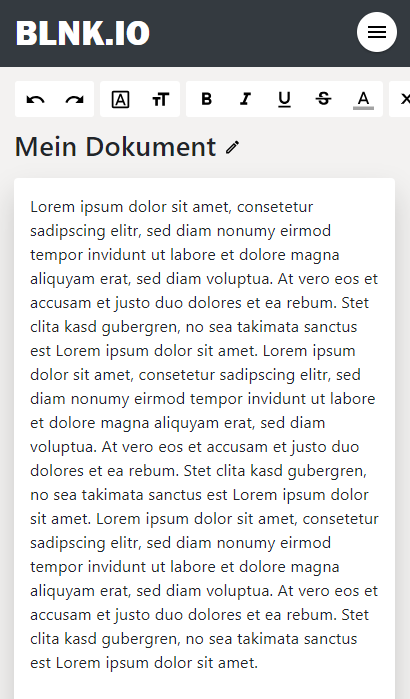 BLNK.IO
A TT B I U S A
Mein Dokument
Lorem ipsum dolor sit amet, consetetur
sadipscing elitr, sed diam nonumy eirmod
tempor invidunt ut labore et dolore magna
aliquyam erat, sed diam voluptua. At vero eos et
accusam et justo duo dolores et ea rebum. Stet
clita kasd gubergren, no sea takimata sanctus
est Lorem ipsum dolor sit amet. Lorem ipsum
dolor sit amet, consetetur sadipscing elitr, sed
diam nonumy eirmod tempor invidunt ut labore
et dolore magna aliquyam erat, sed diam
voluptua. At vero eos et accusam et justo duo
dolores et ea rebum. Stet clita kasd gubergren,
no sea takimata sanctus est Lorem ipsum dolor
sit amet. Lorem ipsum dolor sit amet, consetetur
sadipscing elitr, sed diam nonumy eirmod
tempor invidunt ut labore et dolore magna
aliquyam erat, sed diam voluptua. At vero eos et
accusam et justo duo dolores et ea rebum. Stet
clita kasd gubergren, no sea takimata sanctus
est Lorem ipsum dolor sit amet.